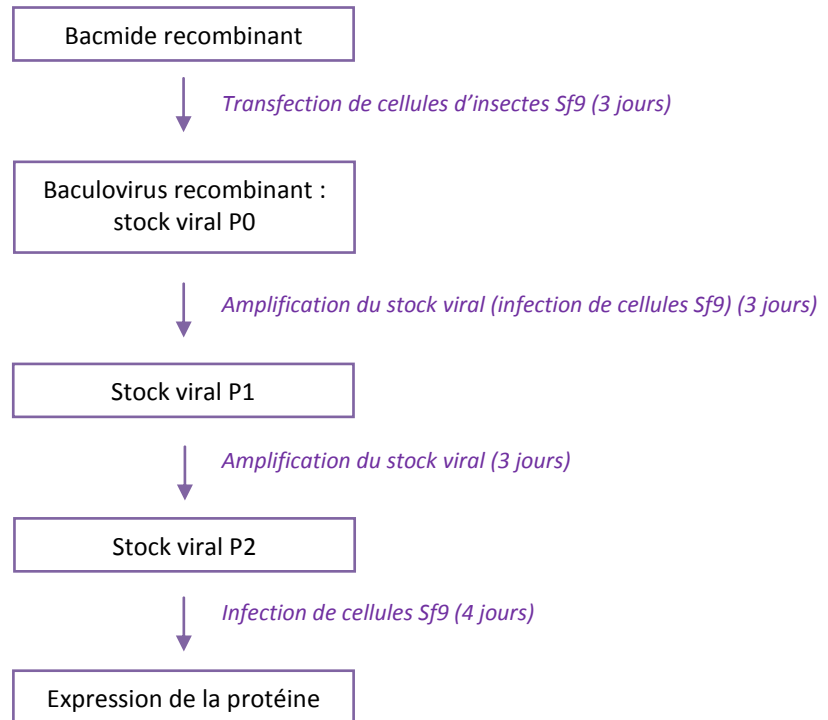 Bacmide recombinant
Transfection de cellules d’insectes Sf9 (3 jours)
Baculovirus recombinant :
stock viral P0
Amplification du stock viral (infection de cellules Sf9) (3 jours)
Stock viral P1
Amplification du stock viral (3 jours)
Stock viral P2
Infection de cellules Sf9 (4 jours)
Expression de la protéine